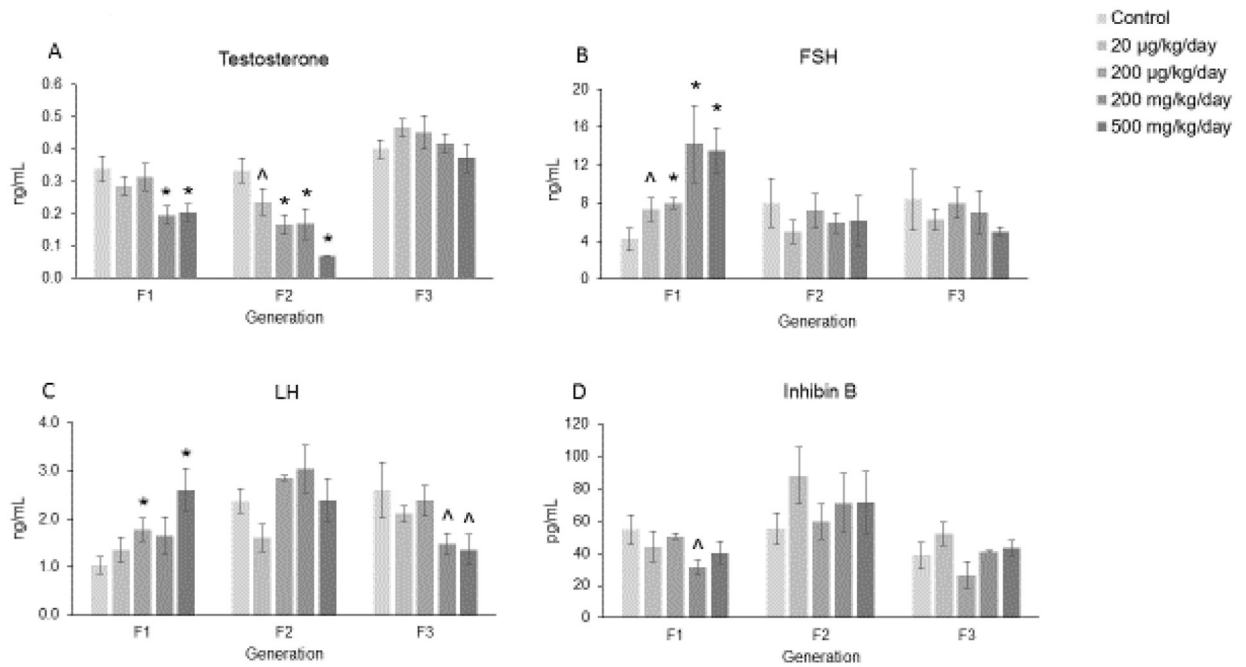 Control
20 µg/kg/day
200 µg/kg/day
200 mg/kg/day
500 mg/kg/day
A
Testosterone
ng/mL
0.6
0.5
0.4
0.3
0.2
0.1
0.0
* *
^ * * *
F1 F2 F3
Generation
B
FSH
ng/mL
20
16
12
8
4
0
^ * * *
F1 F2 F3
Generation
C
LH
ng/mL
4.0
3.0
2.0
1.0
0.0
* *
^ ^
F1 F2 F3
Generation
D
Inhibin B
pg/mL
120
100
80
60
40
20
0
^
F1 F2 F3
Generation